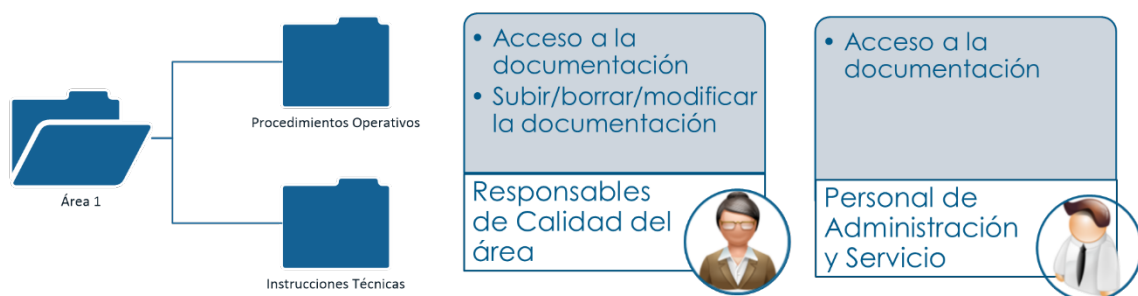 Procedimientos Operativos
Área 1
Instrucciones Técnicas
• Acceso a la
documentación
• Subir/borrar/modificar
la documentación
Responsables
de Calidad del
área
• Acceso a la
documentación
Personal de
Administración
y Servicio